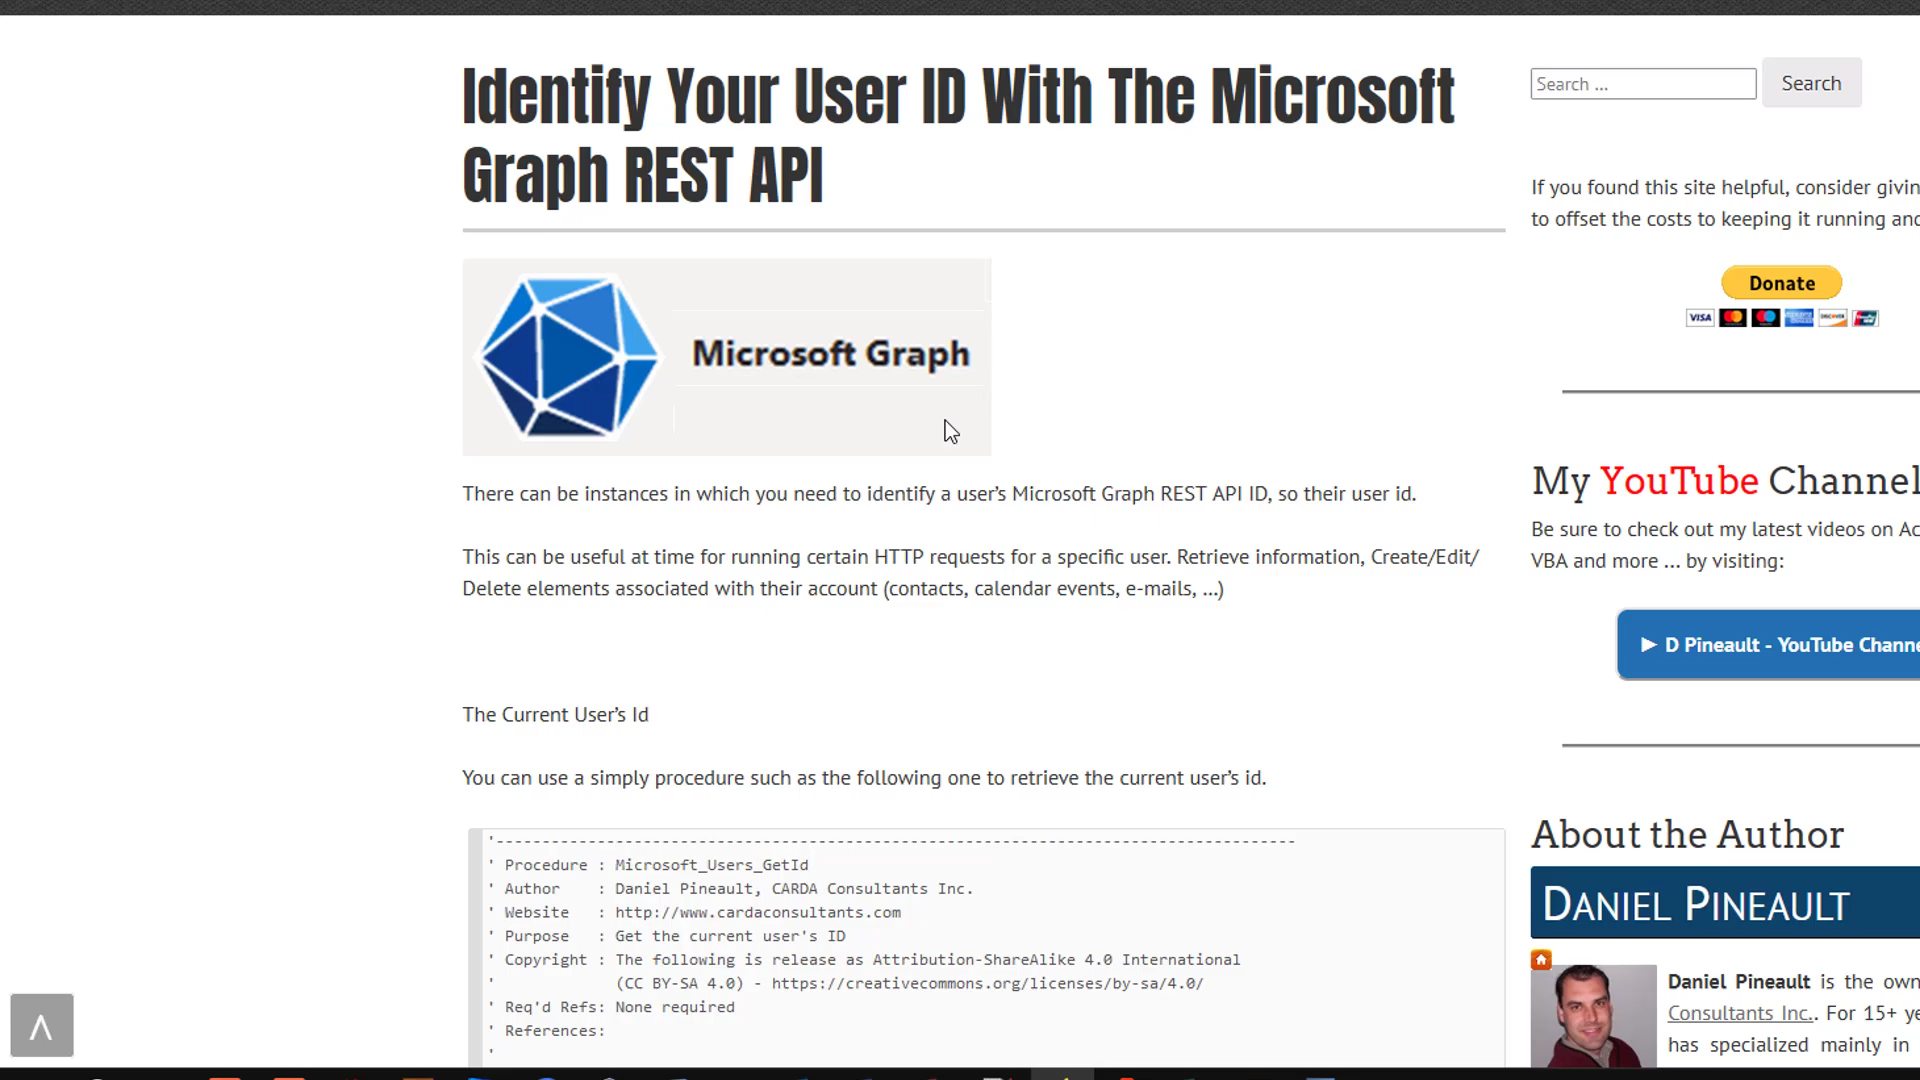 Identify Your User ID With The Microsoft
Graph REST API
Microsoft Graph
There can be instances in which you need to identify a user's Microsoft Graph REST API ID, so their user id.
This can be useful at time for running certain HTTP requests for a specific user. Retrieve information, Create/Edit/
Delete elements associated with their account (contacts, calendar events, e-mails, ...)
The Current User's Id
You can use a simply procedure such as the following one to retrieve the current user's id.
'---------------------------------------------------------------------------------------
' Procedure : Microsoft_Users_GetId
' Author    : Daniel Pineault, CARDA Consultants Inc.
' Website   : http://www.cardaconsultants.com
' Purpose   : Get the current user's ID
' Copyright : The following is release as Attribution-ShareAlike 4.0 International
'             (CC BY-SA 4.0) - https://creativecommons.org/licenses/by-sa/4.0/
' Req'd Refs: None required
' References:
'
Search ...
Search
If you found this site helpful, consider givin
to offset the costs to keeping it running and
Donate
VISA
DISCOVER
My YouTube Channel
Be sure to check out my latest videos on Ac
VBA and more ... by visiting:
► D Pineault - YouTube Channe
About the Author
DANIEL PINEAULT
Daniel Pineault is the own
Consultants Inc.. For 15+ ye
has specialized mainly in